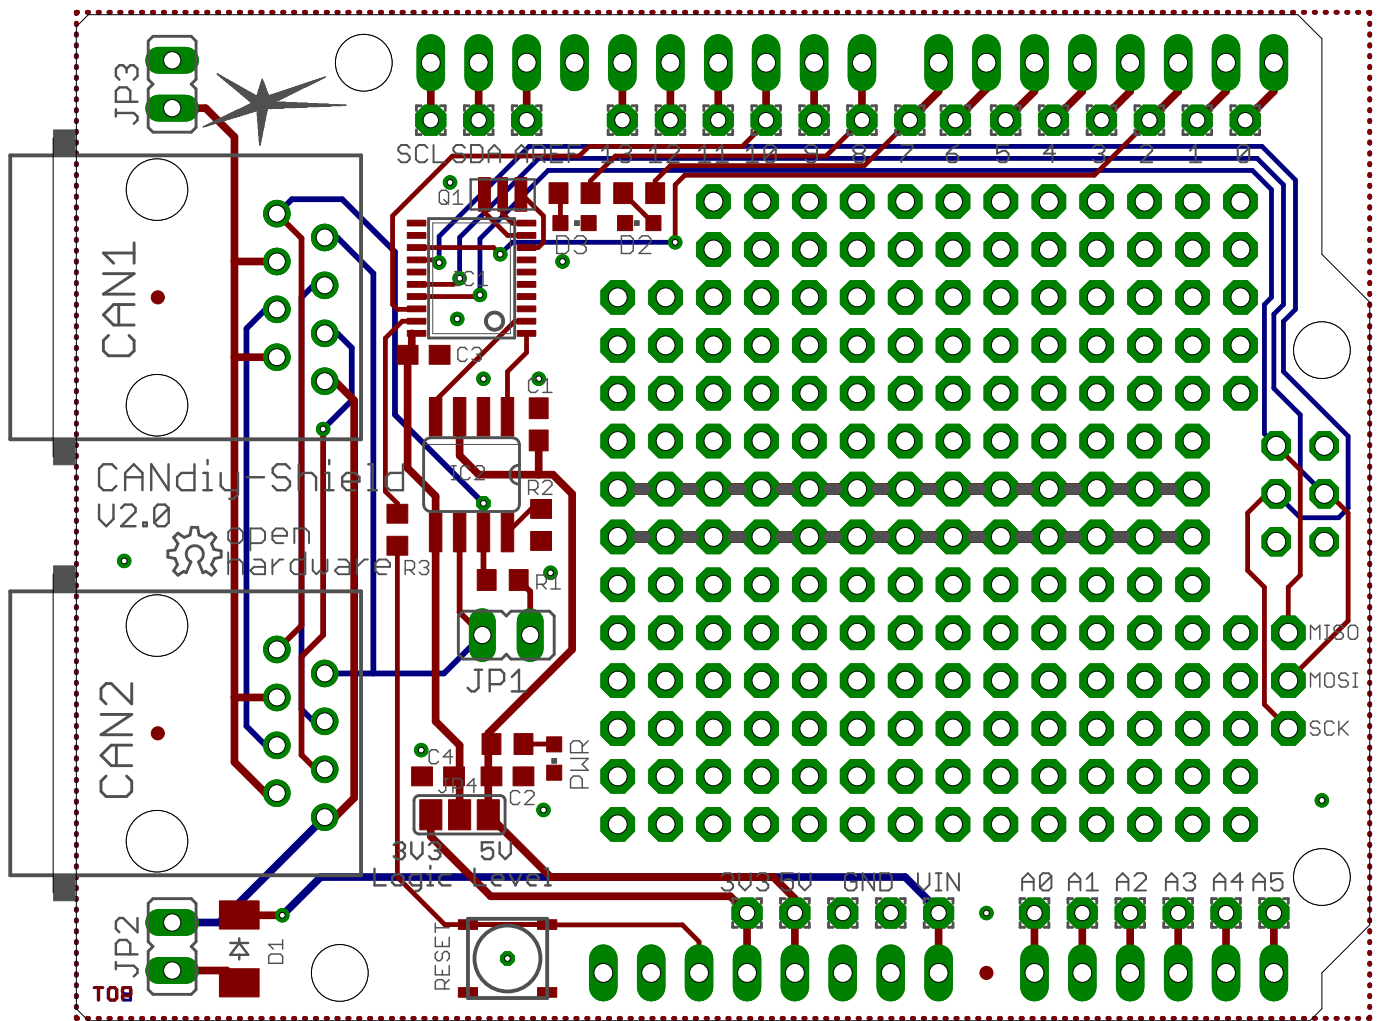 JP3
SCL SDA AREF 13 12 11 10 9 8 7 6 5 4 3 2 1 0
Q1
D3 D2
CAN1
IC1
C3
C1
CANdiy-Shield
V2.0
IC2
R2
open
hardware
R3
R1
JP1
MISO
MOSI
SCK
CAN2
C4
PWR
JP4
C2
3V3 5V
Logic Level
3V3 5V GND VIN A0 A1 A2 A3 A4 A5
JP2
D1
RESET